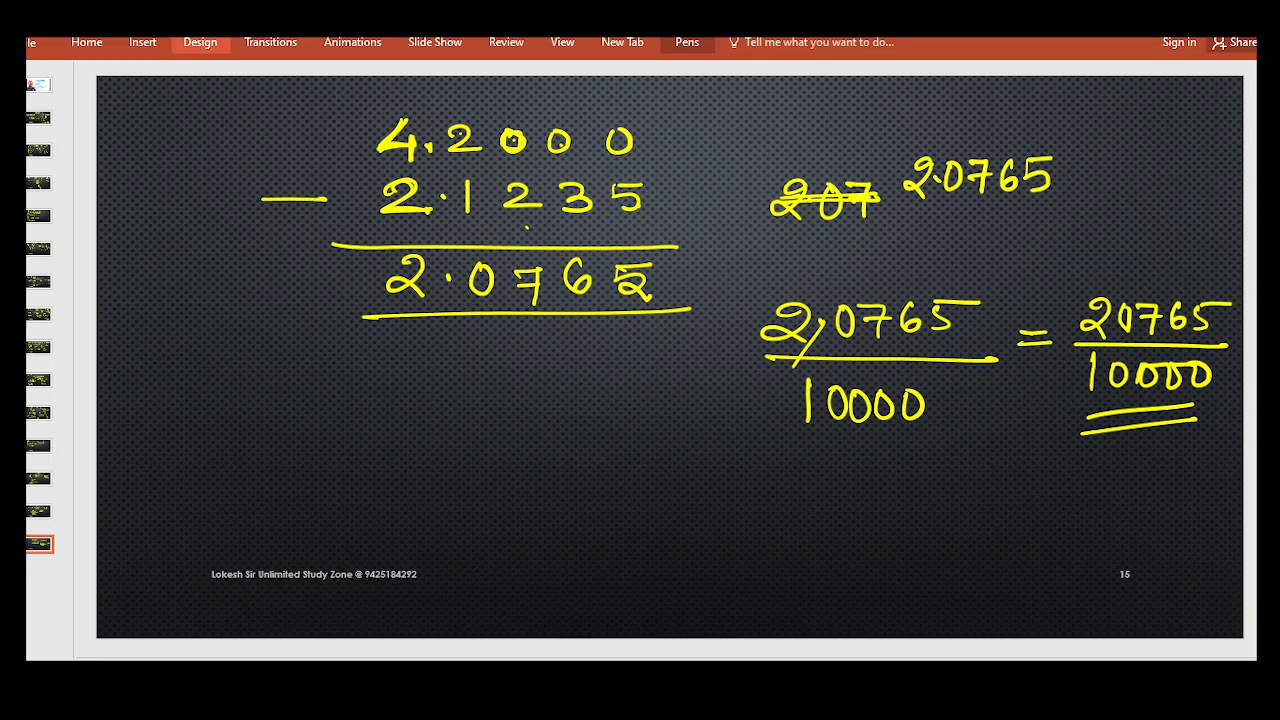 le Home Insert Design Transitions Animations Slide Show Review View New Tab Pens Tell me what you want to do... Sign in Share
4.2000
— 2.1235
2.0765
207 2.0765
2.0765 = 20765
10000 10000
Lokesh Sir Unlimited Study Zone @ 9425184292 15